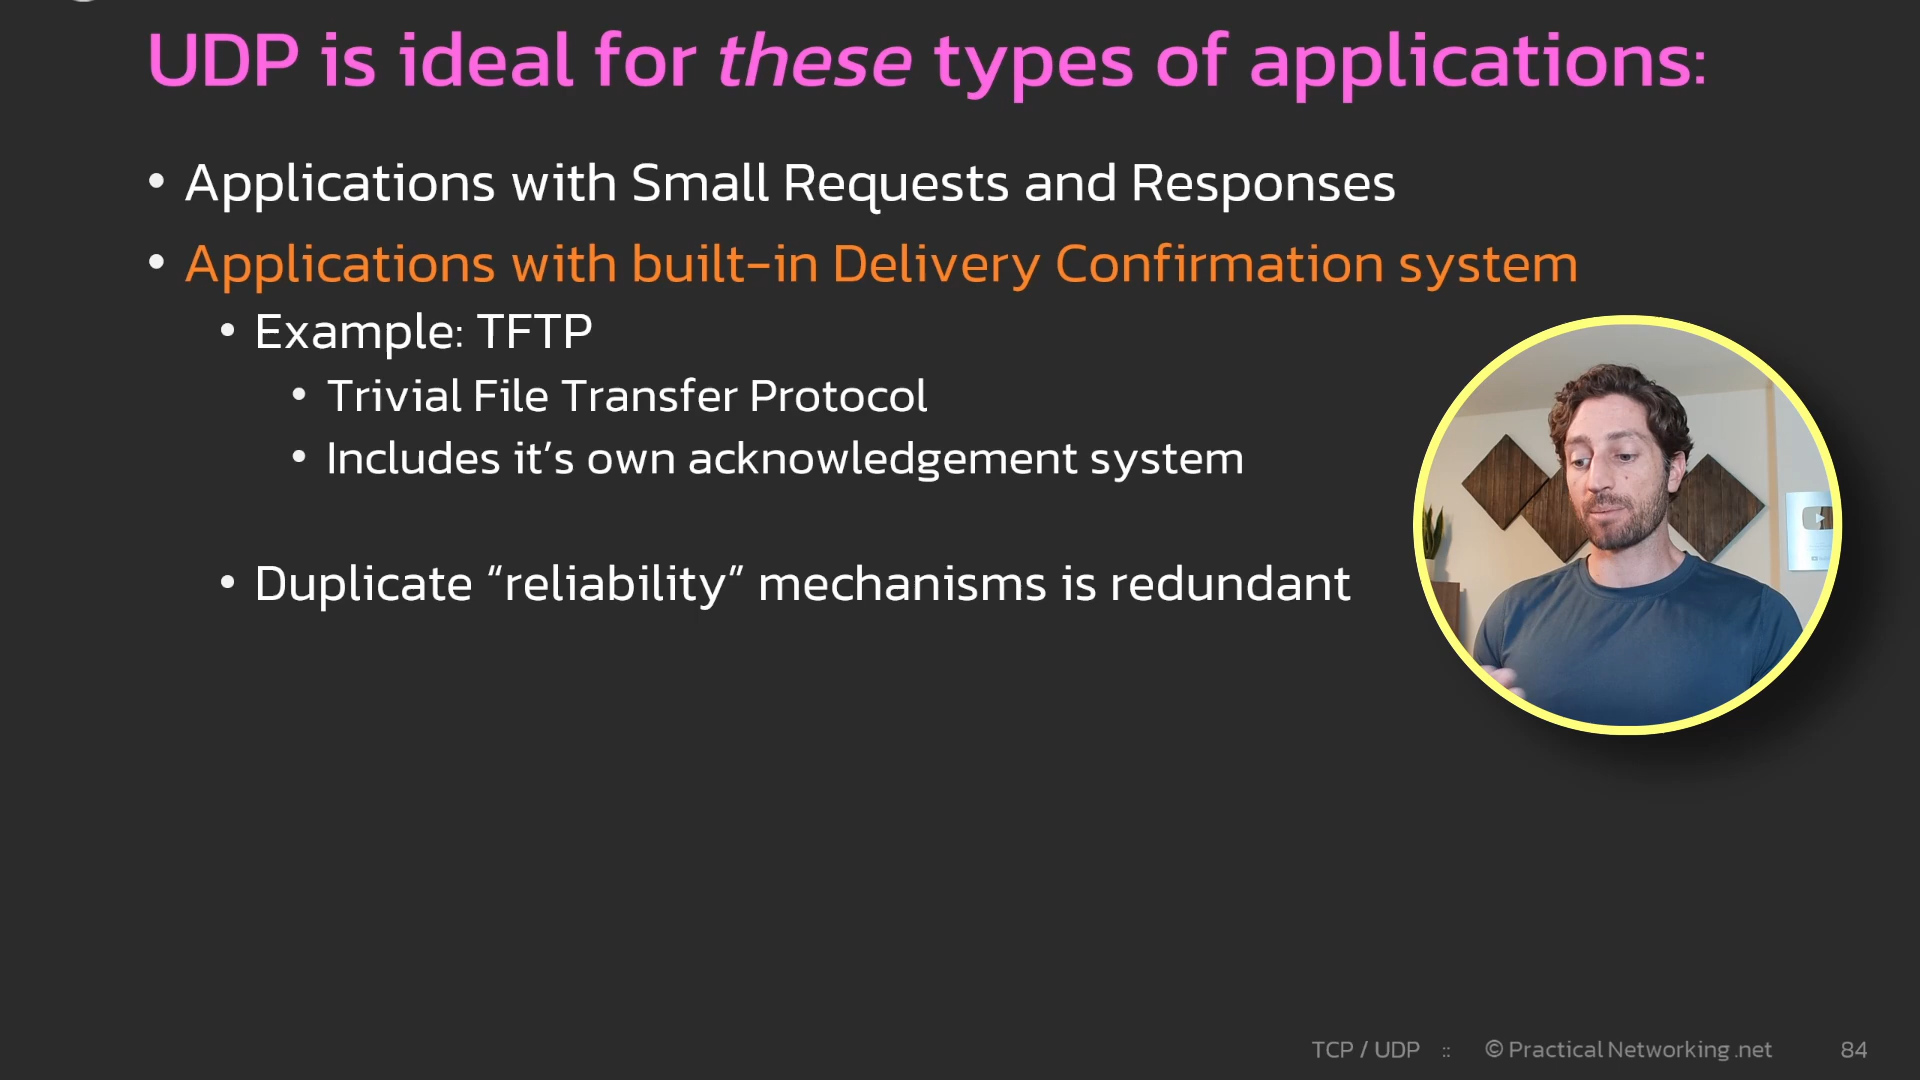 UDP is ideal for these types of applications:
• Applications with Small Requests and Responses
• Applications with built-in Delivery Confirmation system
• Example: TFTP
• Trivial File Transfer Protocol
• Includes it’s own acknowledgement system
• Duplicate “reliability” mechanisms is redundant
TCP / UDP :: © Practical Networking .net 84